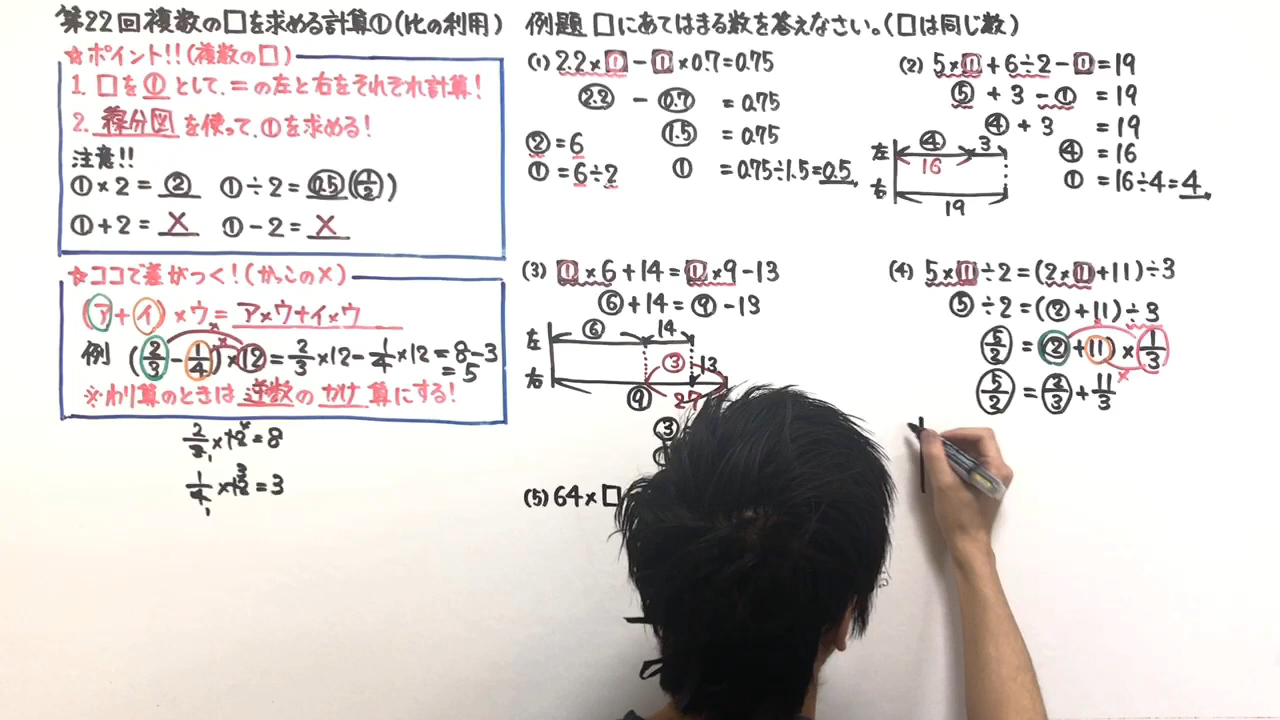 第22回 複数の□を求める計算①(比の利用)
☆ポイント!!(複数の□)
1. □を①として、=の左と右をそれぞれ計算!
2. 線分図を使って、①を求める!
注意!!
①×2=② ①÷2=0.5(1/2)
①+2=× ①-2=×
☆ココで差がつく!(かっこの×)
(ア+イ)×ウ=ア×ウ+イ×ウ
例 (2/3-1/4)×12=2/3×12-1/4×12=8-3
=5
※わり算のときは逆数のかけ算にする!
2/3×12=8
1/4×12=3
例題 □にあてはまる数を答えなさい。(□は同じ数)
(1) 2.2×①-①×0.7=0.75
2.2 - 0.7 = 0.75
1.5 = 0.75
②=6
①=6÷2
① = 0.75÷1.5=0.5
(2) 5×①+6÷2-①=19
⑤+3-①=19
④+3=19
④=16
①=16÷4=4
左 ④ 3
16
右
19
(3) ①×6+14=①×9-13
⑥+14=⑨-13
左 ⑥ 14
右 ③ 13
⑨ 27
③
(4) 5×①÷2=(2×①+11)÷3
⑤÷2=(②+11)÷3
5/2=(②+11)×1/3
5/2=2/3+11/3
(5) 64×□